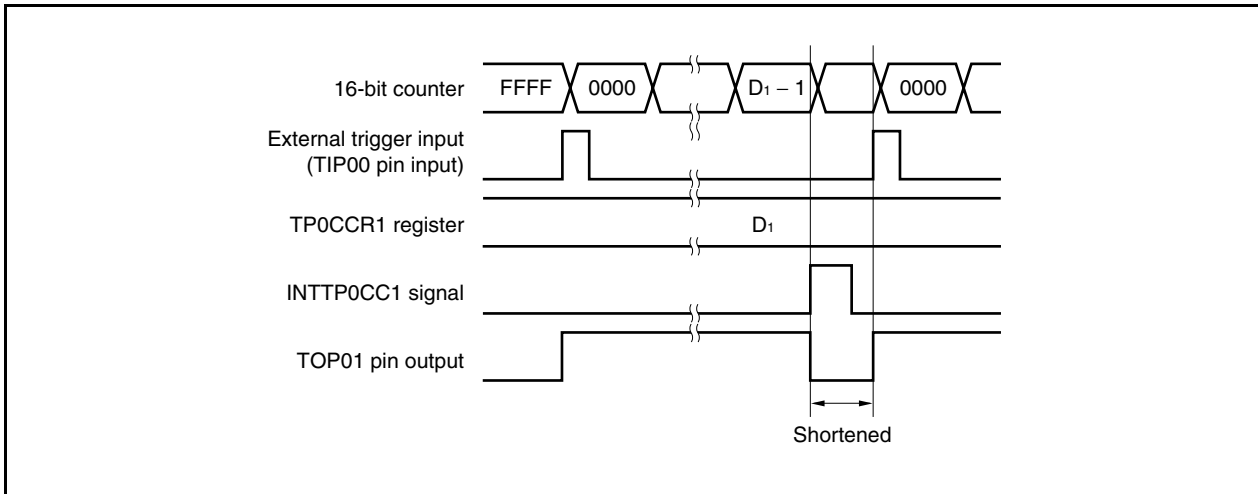 16-bit counter FFFF 0000 D₁ − 1 0000
External trigger input
(TIP00 pin input)
TP0CCR1 register D₁
INTTP0CC1 signal
TOP01 pin output
Shortened